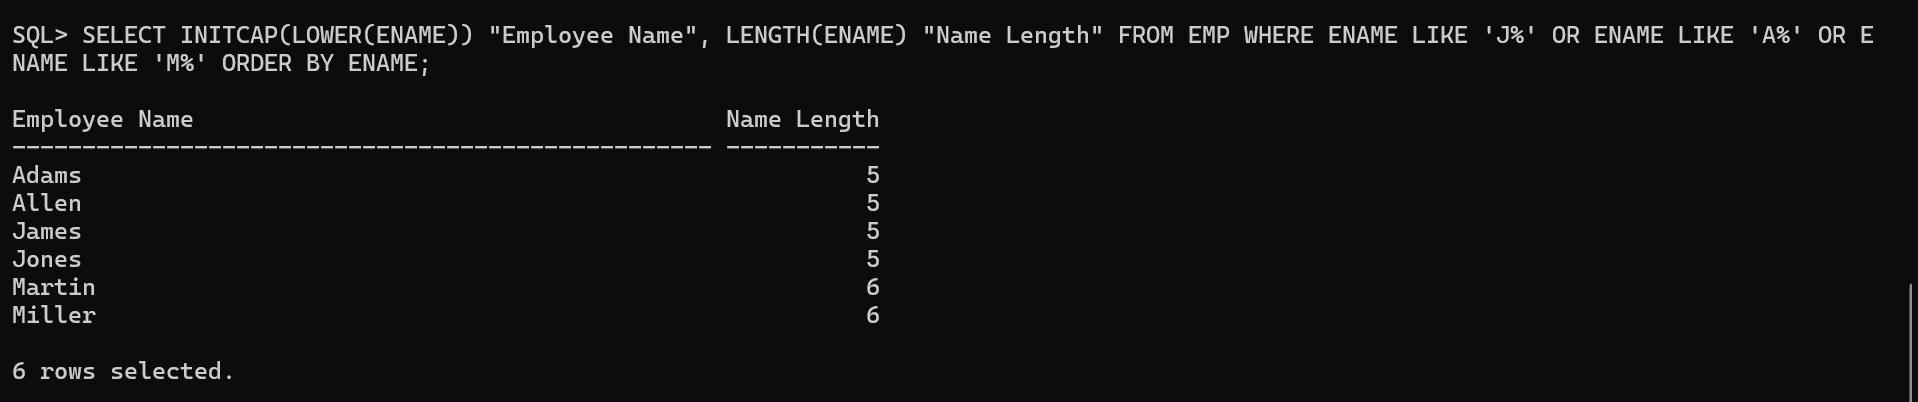 SQL> SELECT INITCAP(LOWER(ENAME)) "Employee Name", LENGTH(ENAME) "Name Length" FROM EMP WHERE ENAME LIKE 'J%' OR ENAME LIKE 'A%' OR E
NAME LIKE 'M%' ORDER BY ENAME;

Employee Name                                      Name Length
-------------------------------------------------- -----------
Adams                                                        5
Allen                                                        5
James                                                        5
Jones                                                        5
Martin                                                       6
Miller                                                       6

6 rows selected.